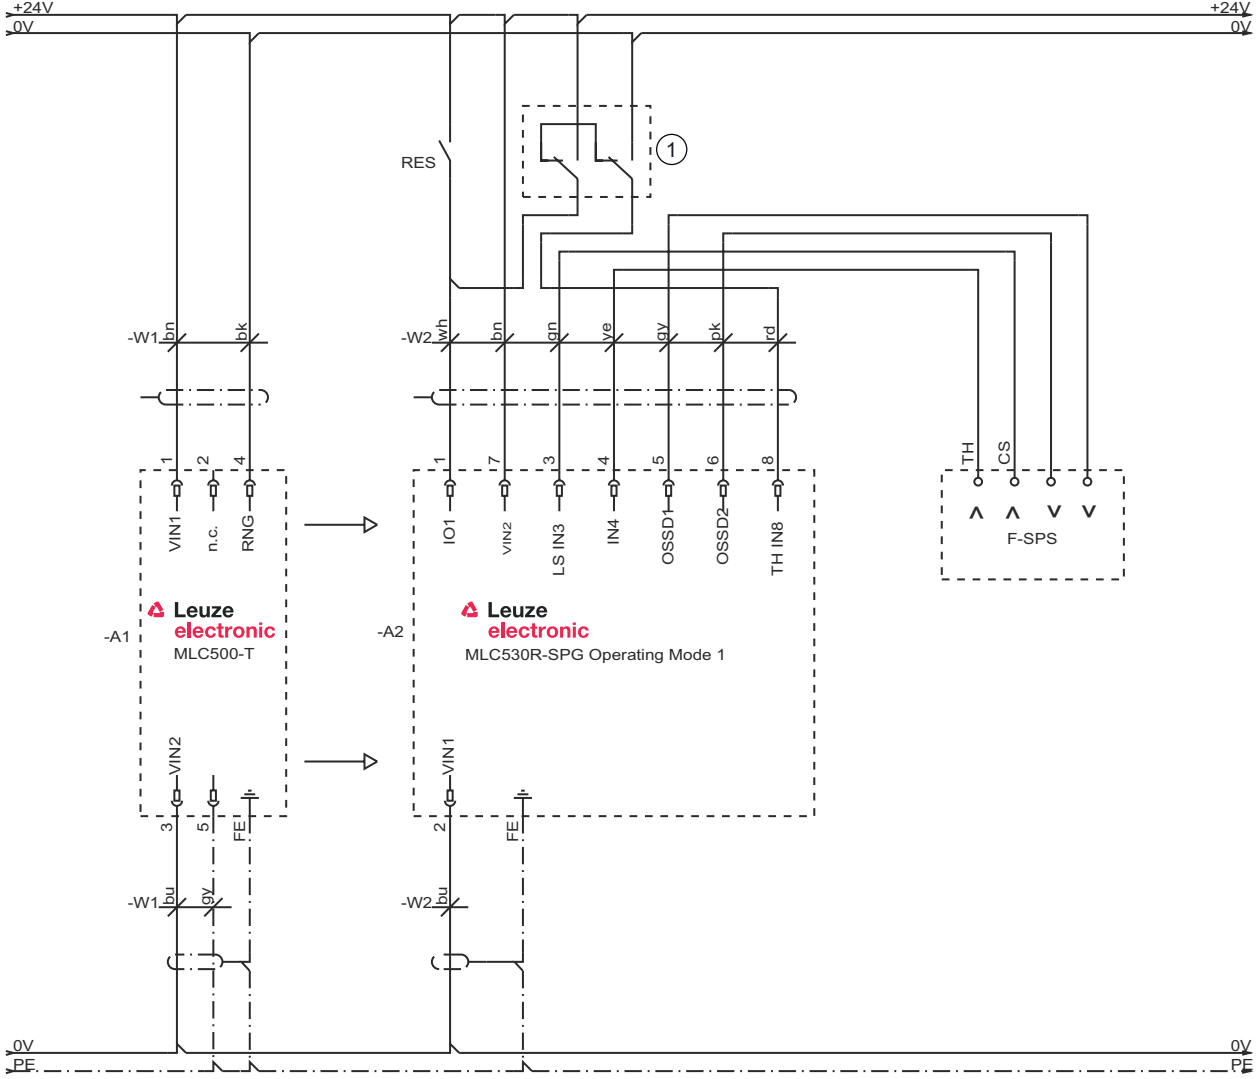 +24V +24V
0V 0V
RES
1
-W1 bn bk
-W2 wh bn gn ye gy pk rd
TH CS
1 2 4
1 7 3 4 5 6 8
VIN1 n.c. RNG
IO1 VIN2 LS IN3 IN4 OSSD1 OSSD2 TH IN8
< < > >
F-SPS
Leuze
electronic
MLC500-T
-A1
Leuze
electronic
MLC530R-SPG Operating Mode 1
-A2
VIN2
VIN1
3 5 FE
2 FE
-W1 bu gy
-W2 bu
0V 0V
PE PE